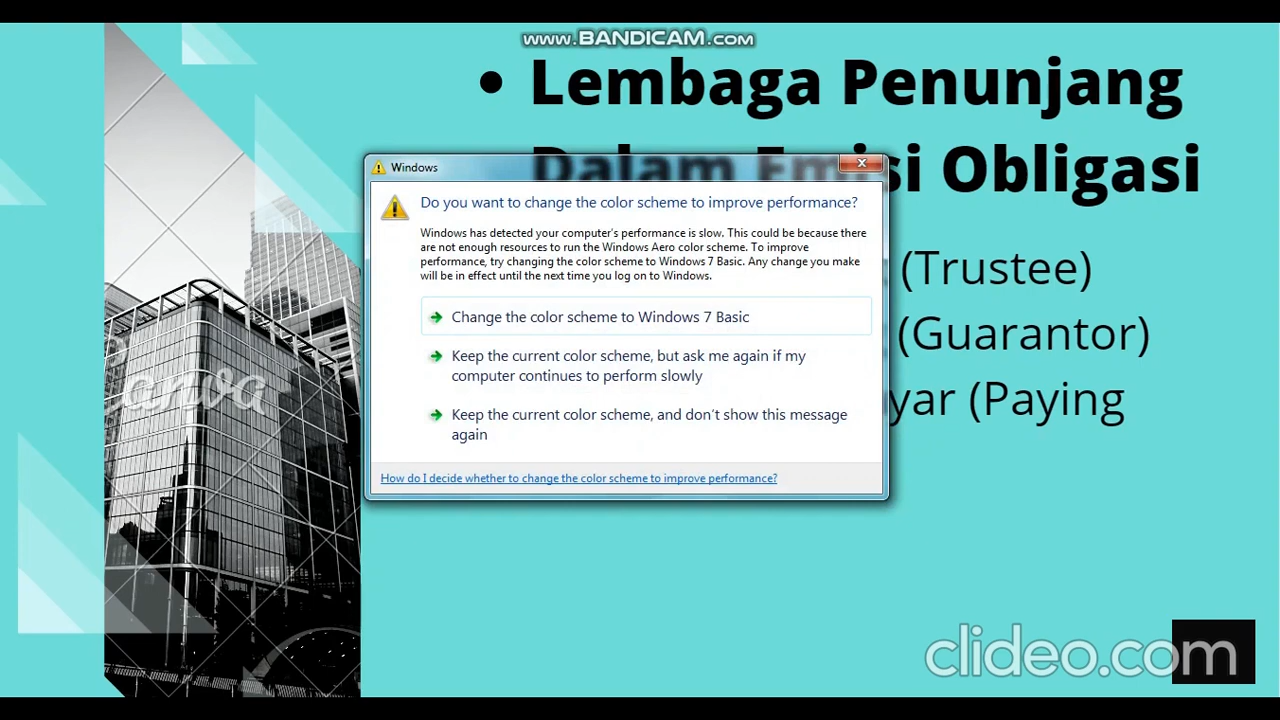 www.BANDICAM.com
• Lembaga Penunjang
Dalam Emisi Obligasi
(Trustee)
(Guarantor)
yar (Paying
Windows
Do you want to change the color scheme to improve performance?
Windows has detected your computer's performance is slow. This could be because there
are not enough resources to run the Windows Aero color scheme. To improve
performance, try changing the color scheme to Windows 7 Basic. Any change you make
will be in effect until the next time you log on to Windows.
Change the color scheme to Windows 7 Basic
Keep the current color scheme, but ask me again if my
computer continues to perform slowly
Keep the current color scheme, and don't show this message
again
How do I decide whether to change the color scheme to improve performance?
Canva
clideo.com